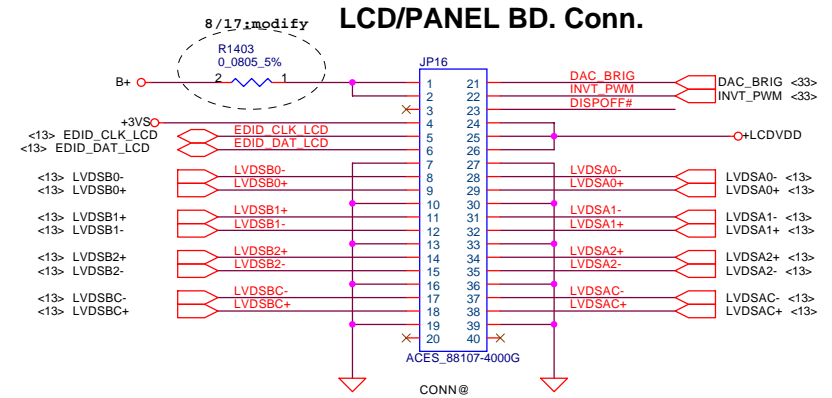 8/17:modify LCD/PANEL BD. Conn.
R1403
0_0805_5%
JP16
B+ 2 1 1 21 DAC_BRIG DAC_BRIG <33>
2 22 INVT_PWM INVT_PWM <33>
3 23 DISPOFF#
+3VS 4 24
<13> EDID_CLK_LCD EDID_CLK_LCD 5 25 +LCDVDD
<13> EDID_DAT_LCD EDID_DAT_LCD 6 26
7 27
<13> LVDSB0- LVDSB0- 8 28 LVDSA0- LVDSA0- <13>
<13> LVDSB0+ LVDSB0+ 9 29 LVDSA0+ LVDSA0+ <13>
10 30
<13> LVDSB1+ LVDSB1+ 11 31 LVDSA1- LVDSA1- <13>
<13> LVDSB1- LVDSB1- 12 32 LVDSA1+ LVDSA1+ <13>
13 33
<13> LVDSB2+ LVDSB2+ 14 34 LVDSA2+ LVDSA2+ <13>
<13> LVDSB2- LVDSB2- 15 35 LVDSA2- LVDSA2- <13>
16 36
<13> LVDSBC- LVDSBC- 17 37 LVDSAC- LVDSAC- <13>
<13> LVDSBC+ LVDSBC+ 18 38 LVDSAC+ LVDSAC+ <13>
19 39
20 40
ACES_88107-4000G
CONN@